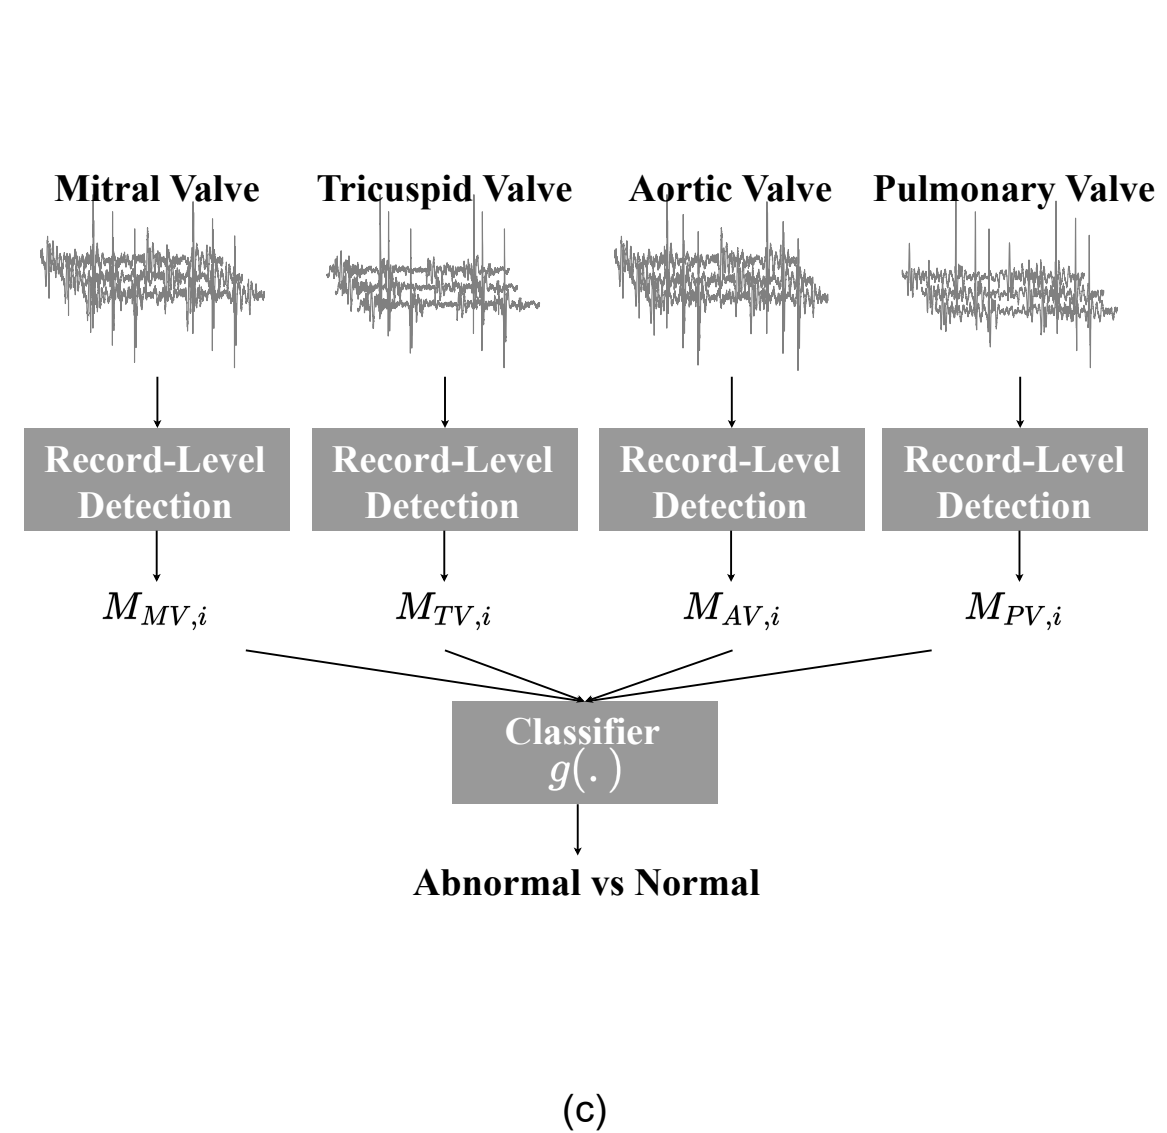 Mitral Valve Tricuspid Valve Aortic Valve Pulmonary Valve
Record-Level Record-Level Record-Level Record-Level
Detection Detection Detection Detection
M_{MV,i} M_{TV,i} M_{AV,i} M_{PV,i}
Classifier
g(.)
Abnormal vs Normal
(c)